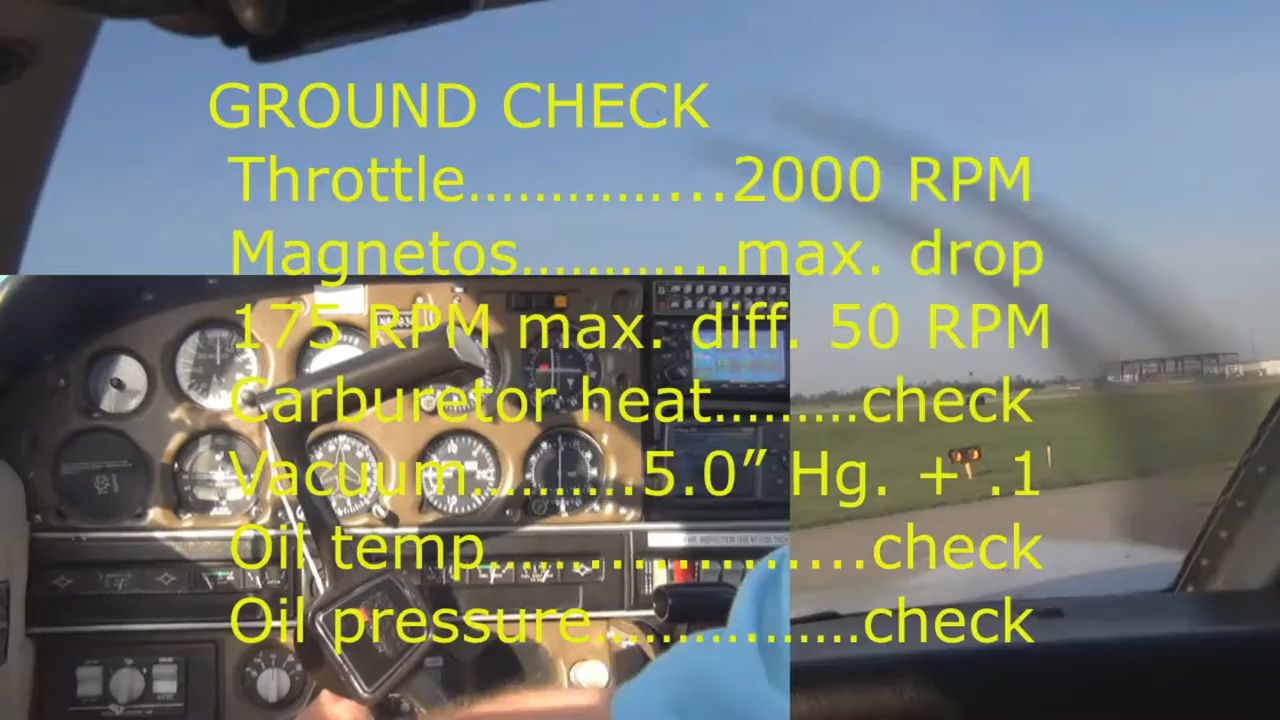 GROUND CHECK
Throttle................2000 RPM
Magnetos..............max. drop
175 RPM max. diff. 50 RPM
Carburetor heat.........check
Vacuum..........5.0” Hg. + .1
Oil temp...................check
Oil pressure................check